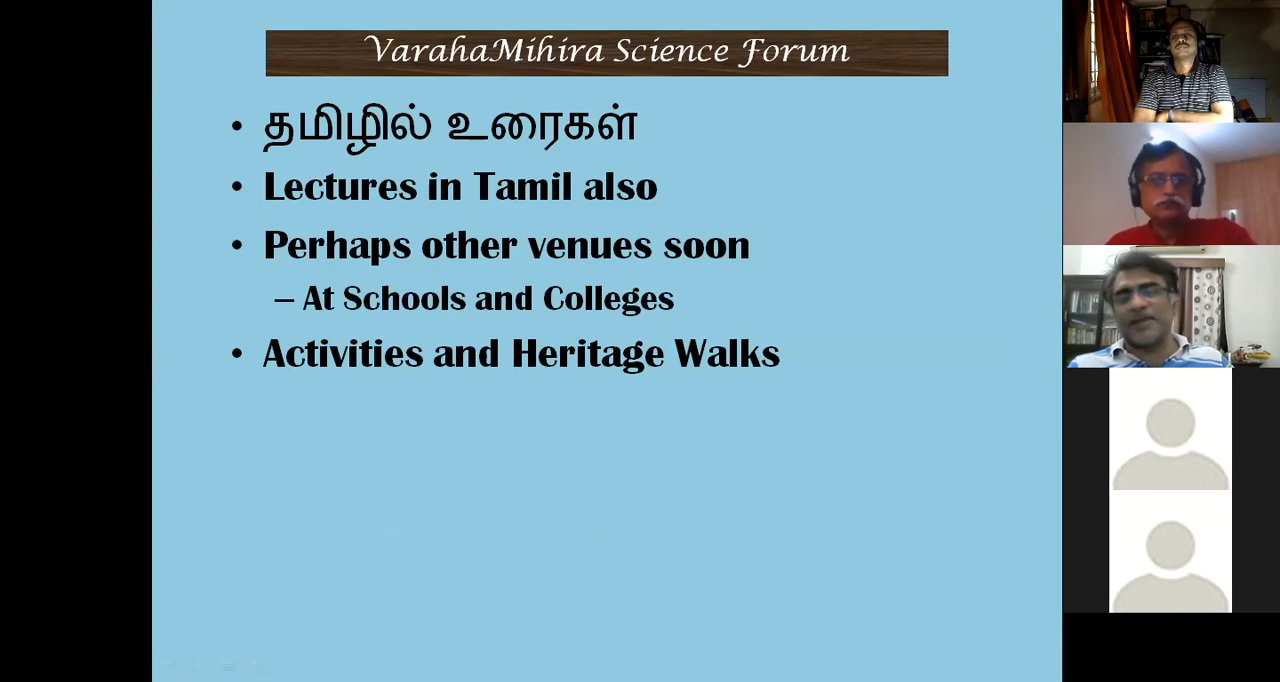 VarahaMihira Science Forum
• தமிழில் உரைகள்
• Lectures in Tamil also
• Perhaps other venues soon
– At Schools and Colleges
• Activities and Heritage Walks